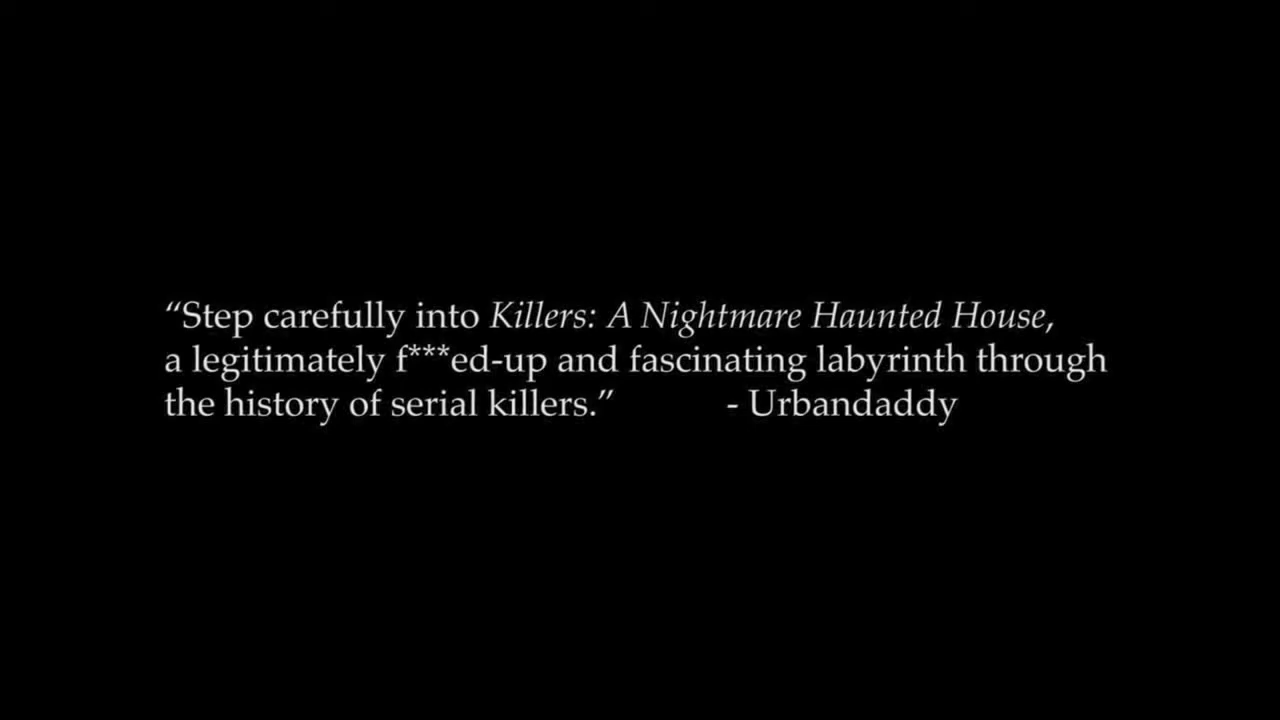 “Step carefully into Killers: A Nightmare Haunted House,
a legitimately f***ed-up and fascinating labyrinth through
the history of serial killers.” - Urbandaddy